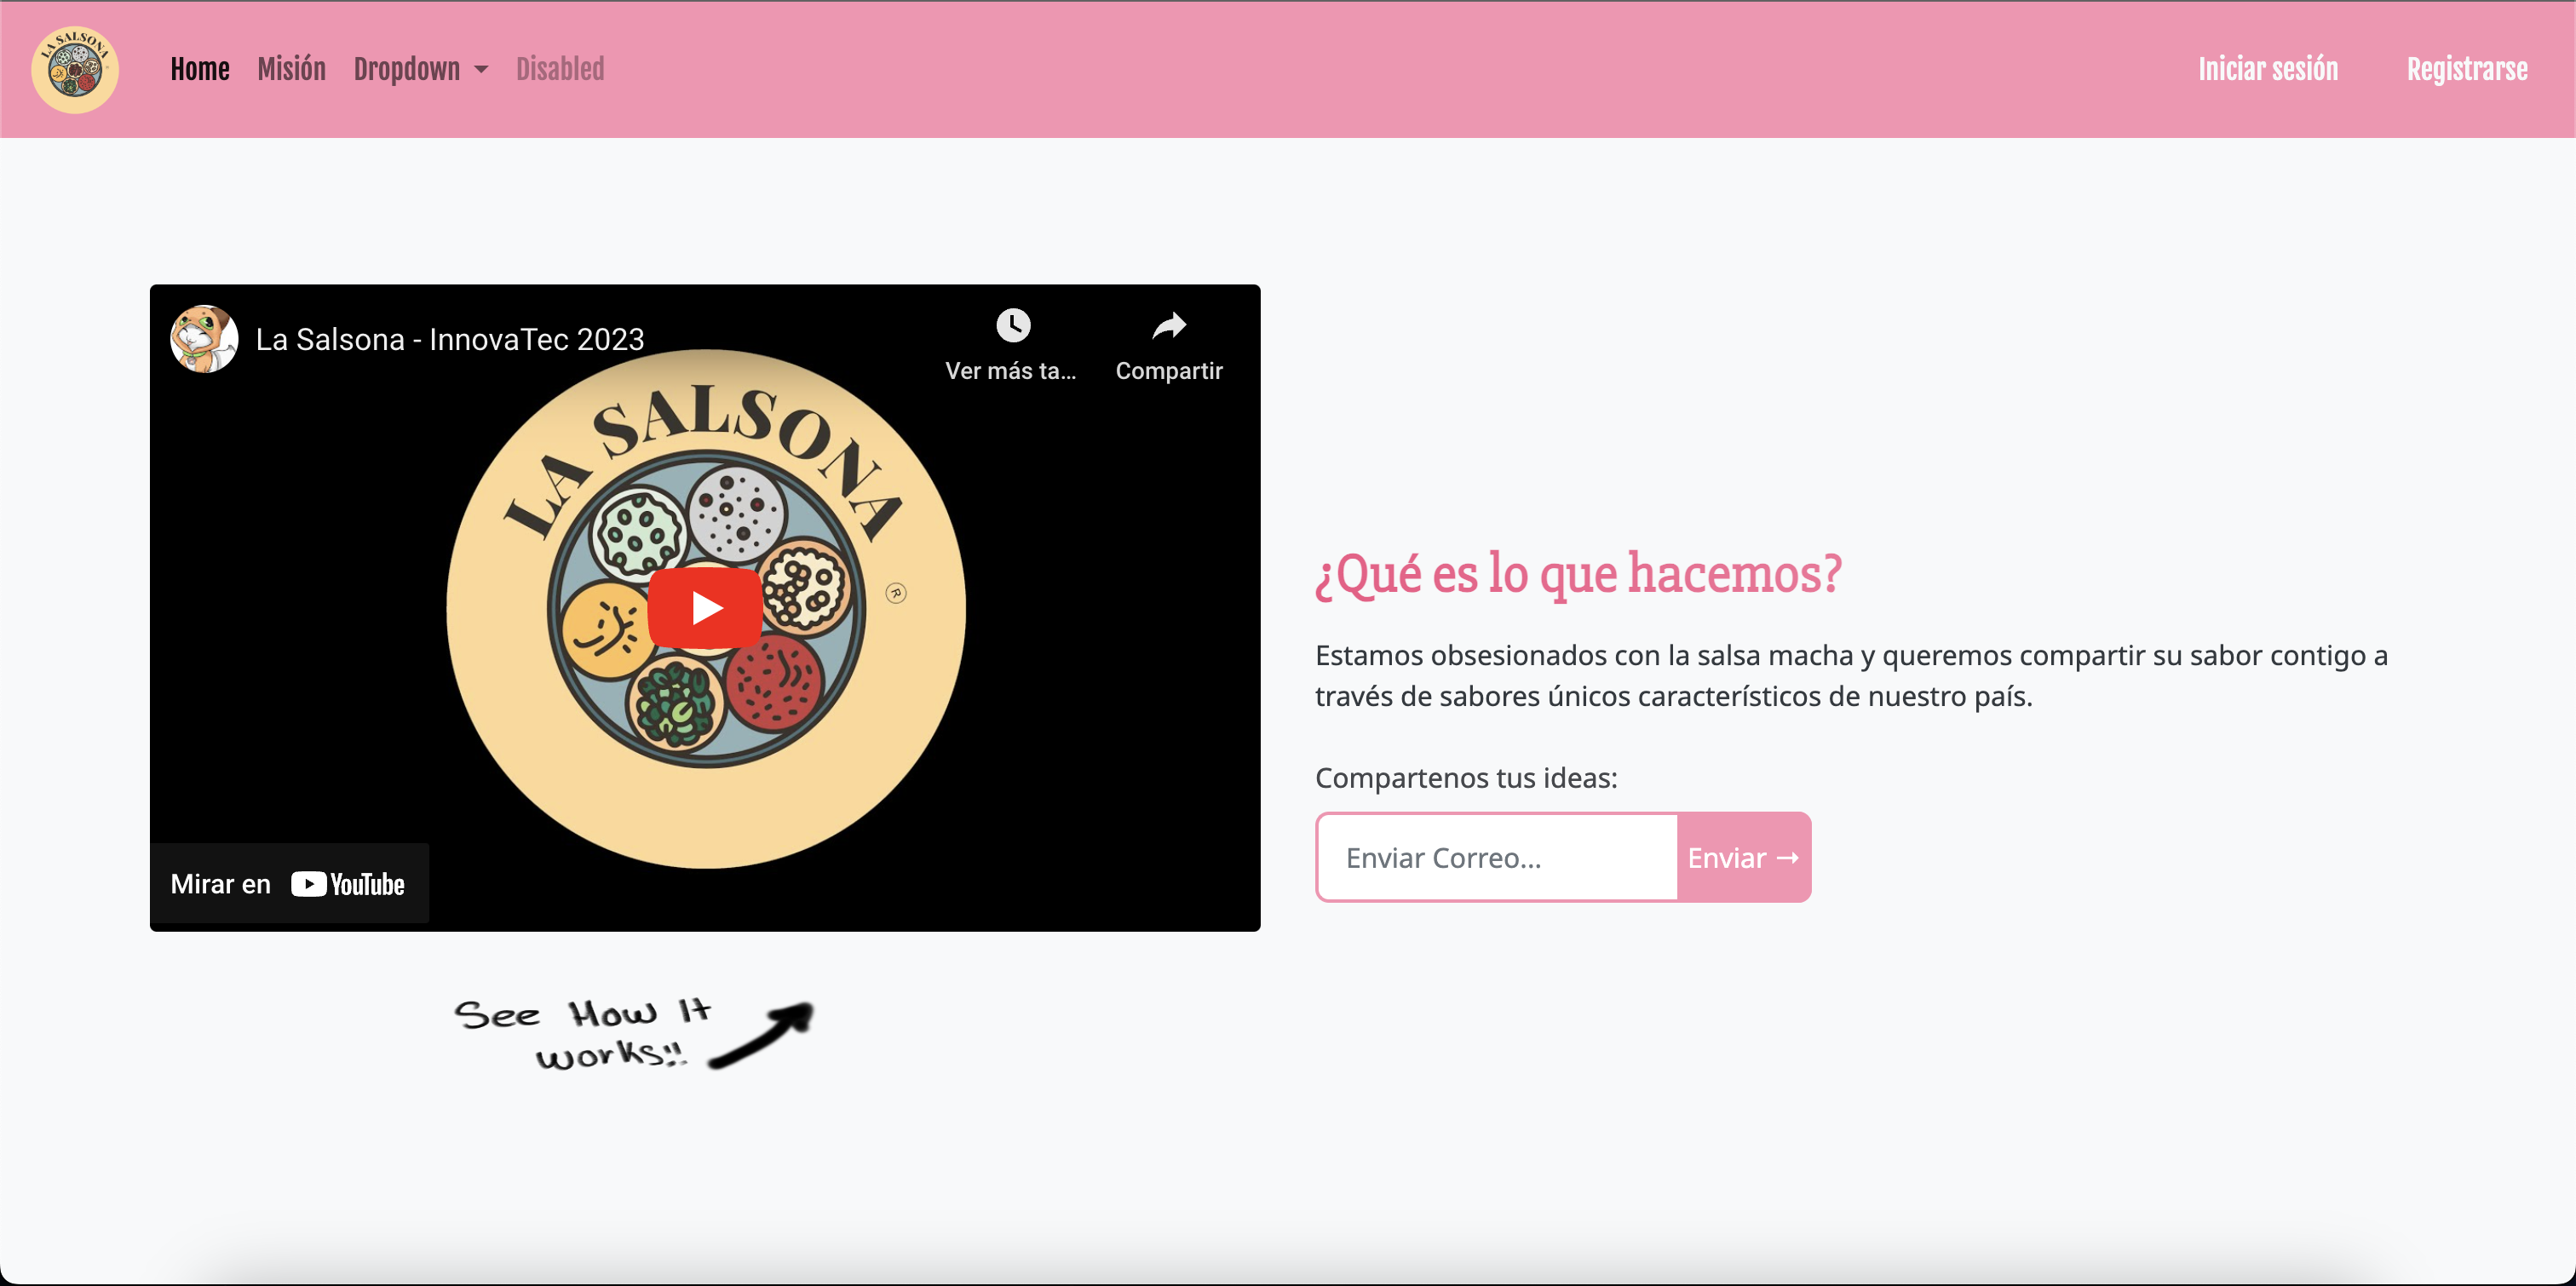 LA SALSONA
Home
Misión
Dropdown
Disabled
Iniciar sesión
Registrarse
La Salsona - InnovaTec 2023
Ver más ta...
Compartir
LA SALSONA
®
Mirar en YouTube
See How It
works!!
¿Qué es lo que hacemos?
Estamos obsesionados con la salsa macha y queremos compartir su sabor contigo a
través de sabores únicos característicos de nuestro país.
Compartenos tus ideas:
Enviar Correo...
Enviar →